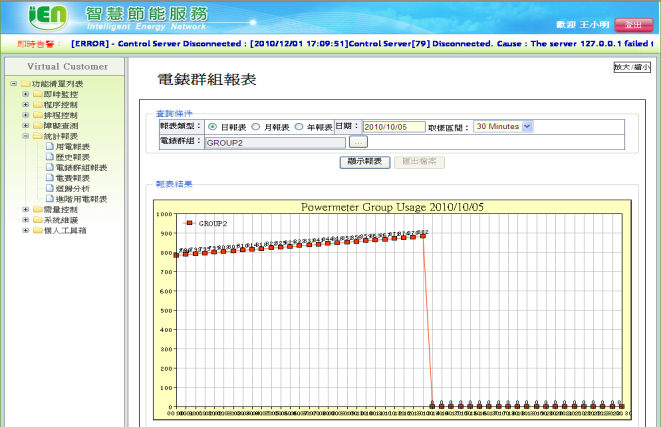 iEN 智慧節能服務
Intelligent Energy Network
歡迎 王小明 登出
即時告警： [ERROR] - Control Server Disconnected : [2010/12/01 17:09:51]Control Server[79] Disconnected. Cause : The server 127.0.0.1 failed t
Virtual Customer
功能清單列表
即時監控
程序控制
排程控制
障礙查測
統計報表
用電報表
歷史報表
電錶群組報表
電費報表
迴歸分析
進階用電報表
需量控制
系統維護
個人工具箱
放大/縮小
電錶群組報表
查詢條件
報表類型： 日報表 月報表 年報表 日期： 2010/10/05 取樣區間： 30 Minutes
電錶群組： GROUP2 ...
顯示報表 匯出檔案
報表結果
Powermeter Group Usage 2010/10/05
GROUP2
1000
900
800
700
600
500
400
300
200
100
0